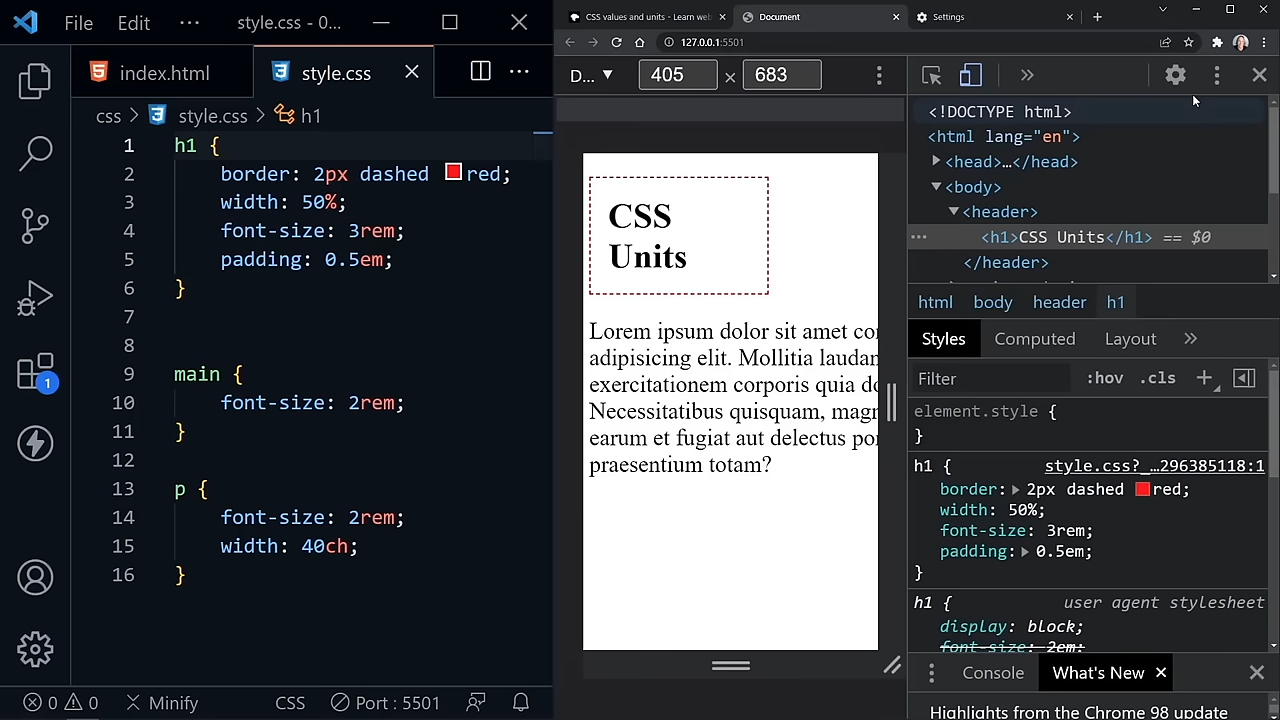 File Edit ··· style.css - 0...
index.html style.css
css > style.css > h1
1 h1 {
2 border: 2px dashed red;
3 width: 50%;
4 font-size: 3rem;
5 padding: 0.5em;
6 }
7
8
9 main {
10 font-size: 2rem;
11 }
12
13 p {
14 font-size: 2rem;
15 width: 40ch;
16 }
1
0 0 Minify CSS Port : 5501
CSS values and units - Learn web Document Settings
127.0.0.1:5501
D... 405 × 683
CSS
Units
Lorem ipsum dolor sit amet co
adipisicing elit. Mollitia laudan
exercitationem corporis quia do
Necessitatibus quisquam, magn
earum et fugiat aut delectus po
praesentium totam?
<!DOCTYPE html>
<html lang="en">
<head>…</head>
<body>
<header>
<h1>CSS Units</h1> == $0
</header>
html body header h1
Styles Computed Layout
Filter :hov .cls
element.style {
}
h1 { style.css?_…296385118:1
border: 2px dashed red;
width: 50%;
font-size: 3rem;
padding: 0.5em;
}
h1 { user agent stylesheet
display: block;
font-size: 2em;
Console What's New
Highlights from the Chrome 98 update